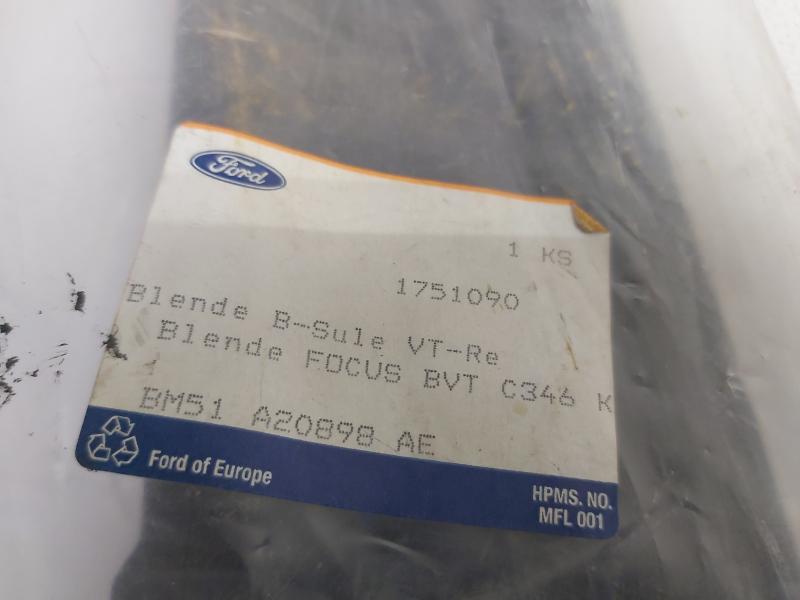 Ford
1 KS
1751090
Blende B-Sule VT-Re
Blende FOCUS BVT C346 K
BM51 A20898 AE
Ford of Europe
HPMS. NO.
MFL 001